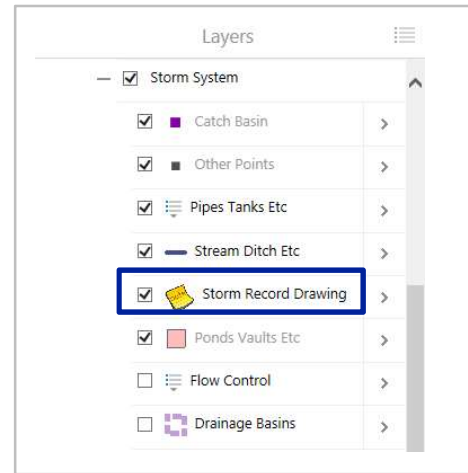 Layers
Storm System
Catch Basin
Other Points
Pipes Tanks Etc
Stream Ditch Etc
Storm Record Drawing
Ponds Vaults Etc
Flow Control
Drainage Basins